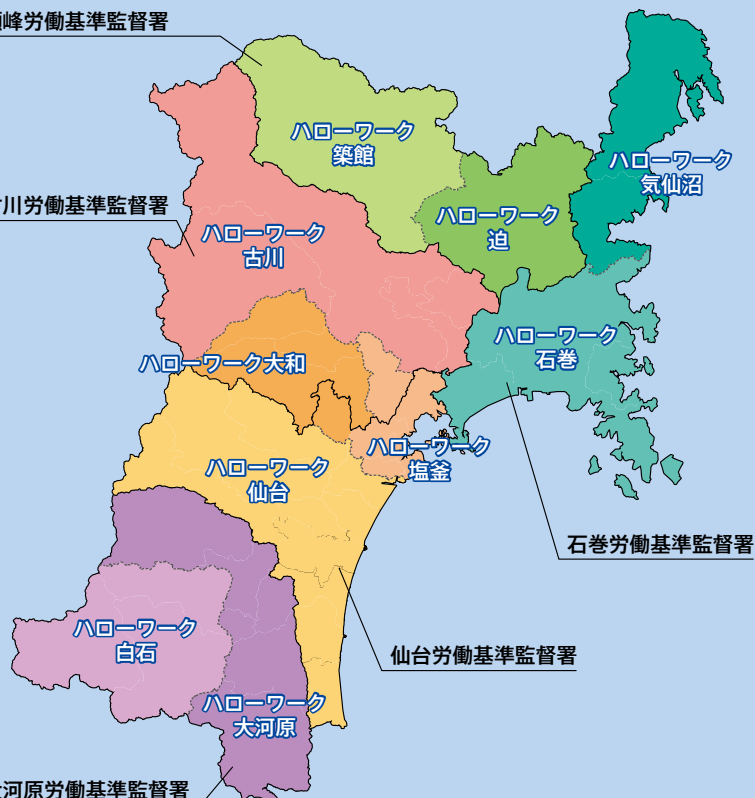 峰労働基準監督署
ハローワーク
築館
ハローワーク
気仙沼
川労働基準監督署
ハローワーク
迫
ハローワーク
古川
ハローワーク
石巻
ハローワーク大和
ハローワーク
塩釜
ハローワーク
仙台
石巻労働基準監督署
ハローワーク
白石
仙台労働基準監督署
ハローワーク
大河原
河原労働基準監督署